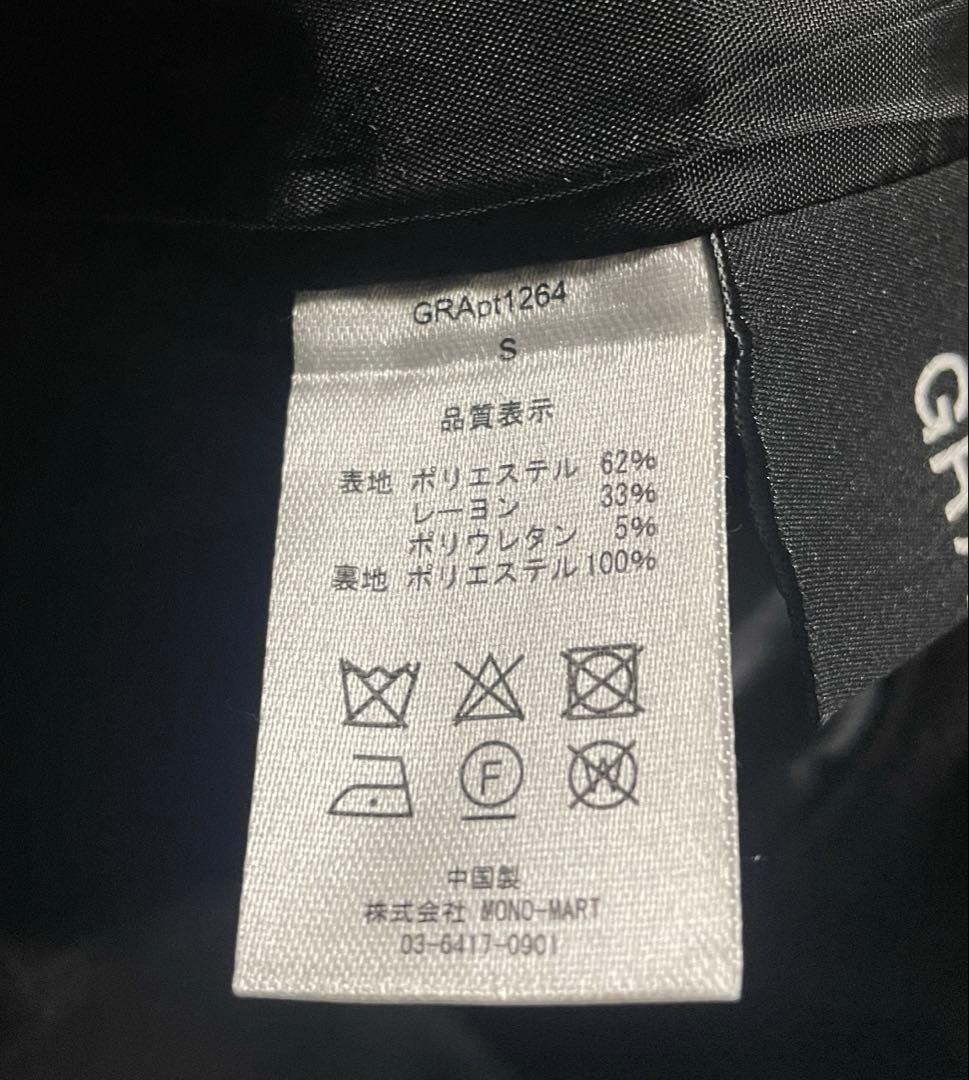 GRApt1264
S
品質表示
表地 ポリエステル 62%
レーヨン 33%
ポリウレタン 5%
裏地 ポリエステル 100%
F
W
中国製
株式会社 MONO-MART
03-6417-0901